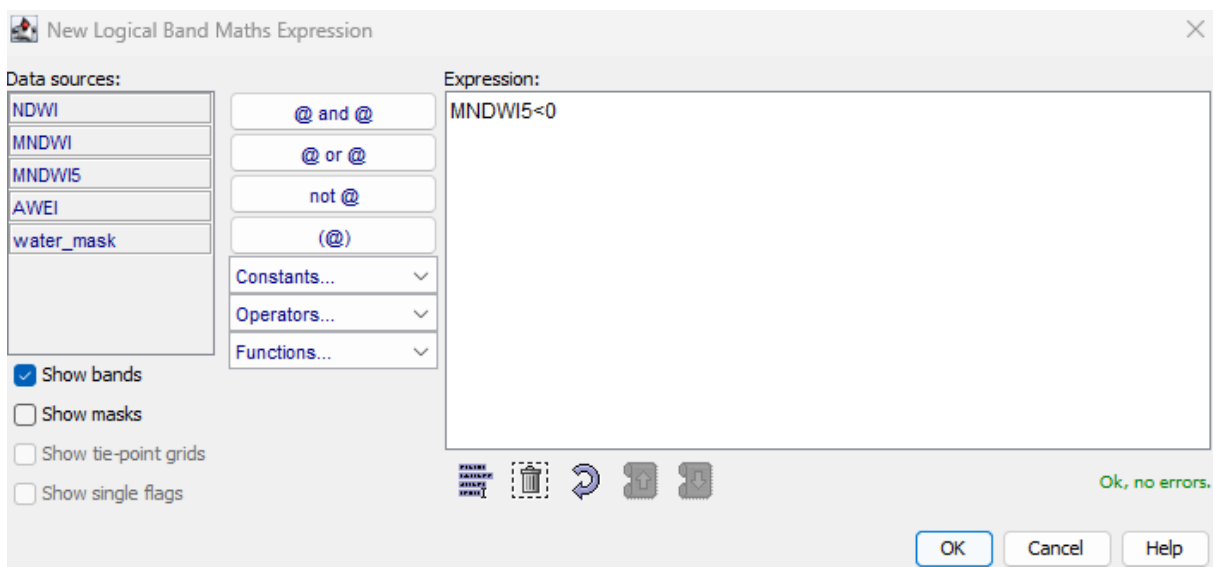 New Logical Band Maths Expression
Data sources:
NDWI
MNDWI
MNDWI5
AWEI
water_mask
Show bands
Show masks
Show tie-point grids
Show single flags
@ and @
@ or @
not @
(@)
Constants...
Operators...
Functions...
Expression:
MNDWI5<0
Ok, no errors.
OK
Cancel
Help